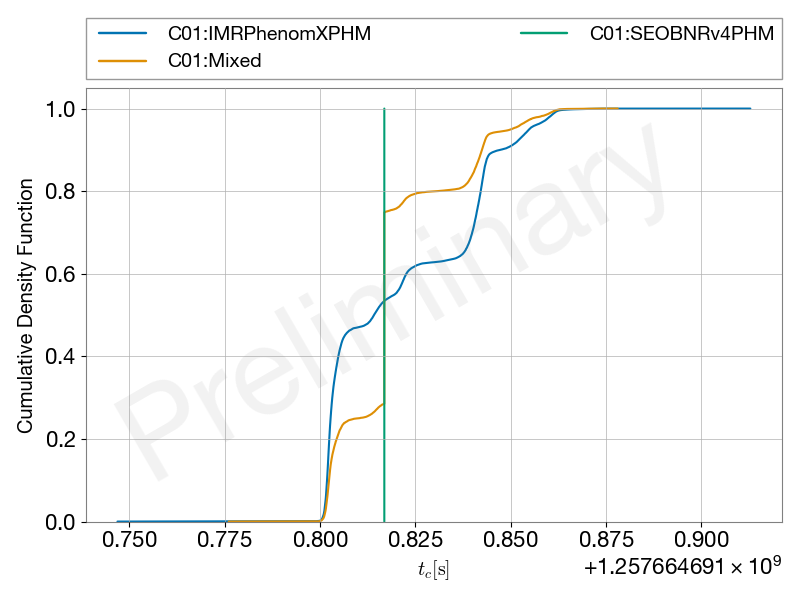 C01:IMRPhenomXPHM
C01:Mixed
C01:SEOBNRv4PHM
Preliminary
Cumulative Density Function
1.0
0.8
0.6
0.4
0.2
0.0
0.750 0.775 0.800 0.825 0.850 0.875 0.900
t_c[s]
+1.257664691 × 10⁹